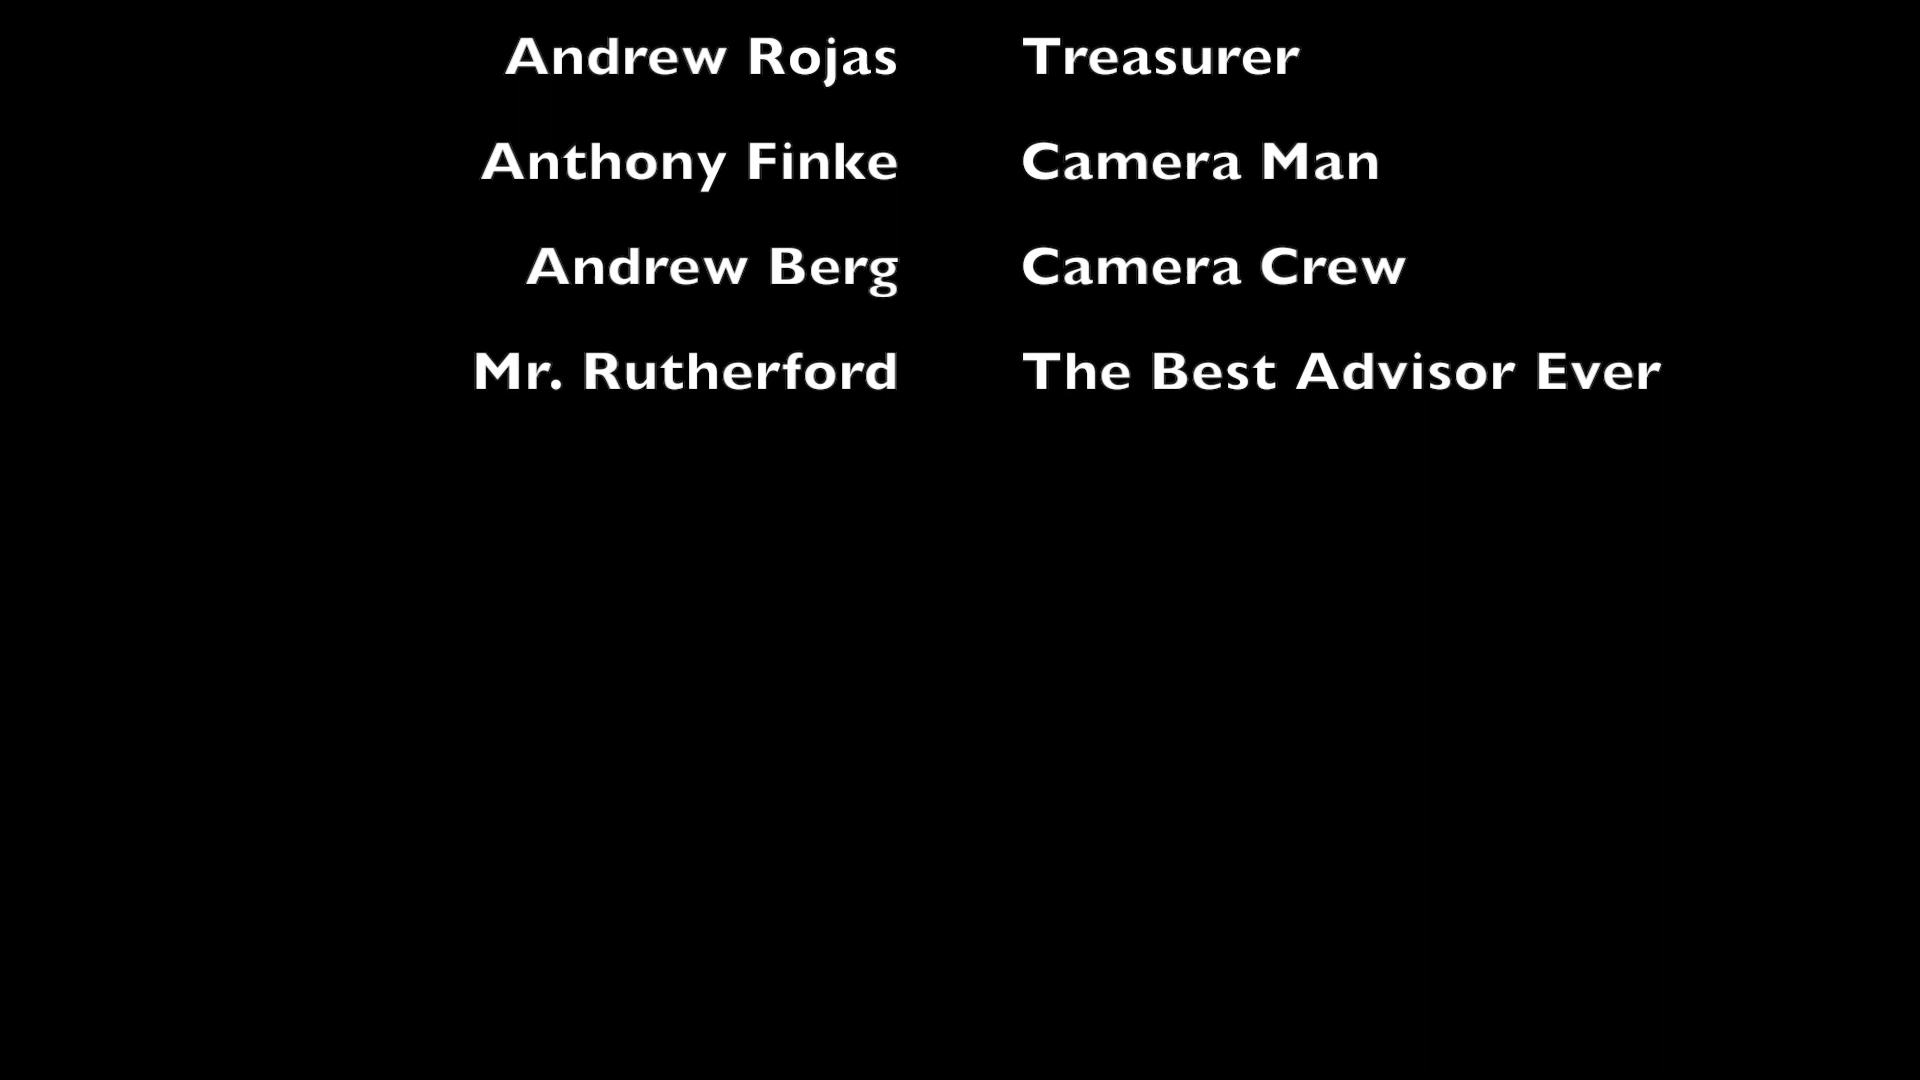 Andrew Rojas Treasurer
Anthony Finke Camera Man
Andrew Berg Camera Crew
Mr. Rutherford The Best Advisor Ever